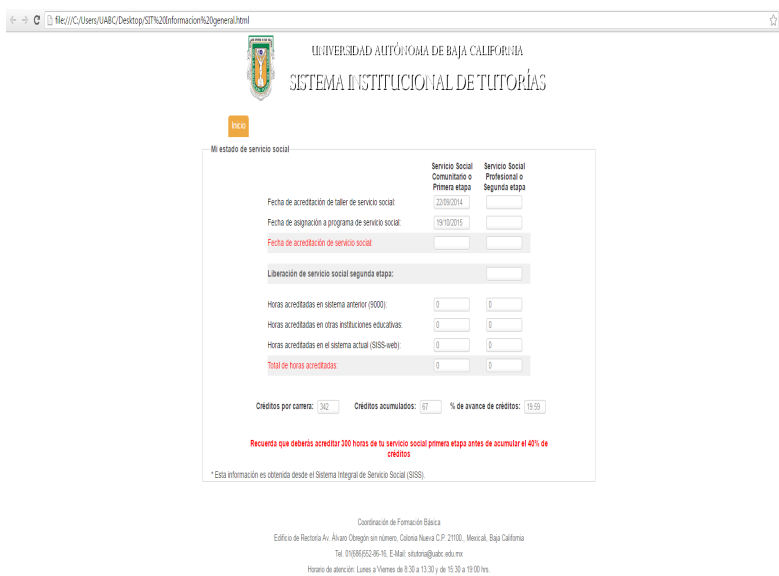 file:///C:/Users/UABC/Desktop/SIT%20Informacion%20general.html
UNIVERSIDAD AUTÓNOMA DE BAJA CALIFORNIA
SISTEMA INSTITUCIONAL DE TUTORÍAS
Inicio
Mi estado de servicio social
Servicio Social Servicio Social
Comunitario o Profesional o
Primera etapa Segunda etapa
Fecha de acreditación de taller de servicio social: 22/09/2014
Fecha de asignación a programa de servicio social: 19/10/2015
Fecha de acreditación de servicio social:
Liberación de servicio social segunda etapa:
Horas acreditadas en sistema anterior (9000): 0 0
Horas acreditadas en otras instituciones educativas: 0 0
Horas acreditadas en el sistema actual (SISS-web): 0 0
Total de horas acreditadas: 0 0
Créditos por carrera: 342 Créditos acumulados: 67 % de avance de créditos: 19.59
Recuerda que deberás acreditar 300 horas de tu servicio social primera etapa antes de acumular el 40% de
créditos
* Esta información es obtenida desde el Sistema Integral de Servicio Social (SISS).
Coordinación de Formación Básica
Edificio de Rectoría Av. Álvaro Obregón sin número, Colonia Nueva C.P. 21100., Mexicali, Baja California
Tel. 01(686)552-86-16, E-Mail: situtoria@uabc.edu.mx
Horario de atención: Lunes a Viernes de 8:30 a 13:30 y de 15:30 a 19:00 hrs.